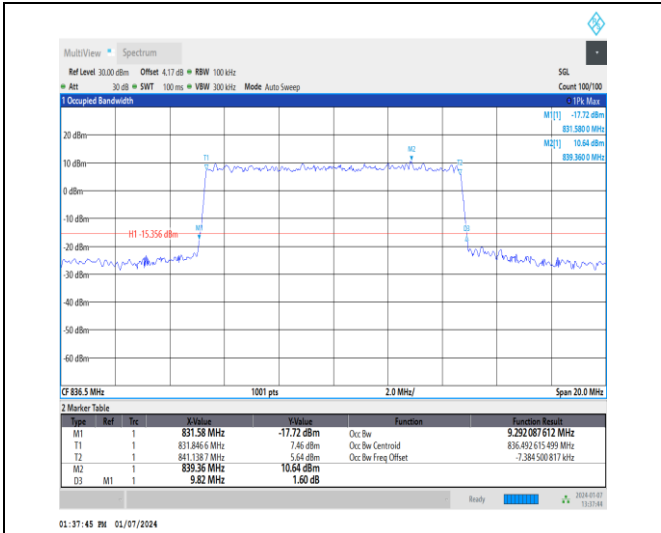 MultiView Spectrum
Ref Level 30.00 dBm Offset 4.17 dB RBW 100 kHz SGL
Att 30 dB SWT 100 ms VBW 300 kHz Mode Auto Sweep Count 100/100
1 Occupied Bandwidth 1Pk Max
M1[1] -17.72 dBm
831.5800 MHz
M2[1] 10.64 dBm
839.3600 MHz
20 dBm
M2
T1 T2
10 dBm
0 dBm
-10 dBm
M1 D3
H1 -15.356 dBm
-20 dBm
-30 dBm
-40 dBm
-50 dBm
-60 dBm
CF 836.5 MHz 1001 pts 2.0 MHz/ Span 20.0 MHz
2 Marker Table
Type Ref Trc X-Value Y-Value Function Function Result
M1 1 831.58 MHz -17.72 dBm Occ Bw 9.292 087 612 MHz
T1 1 831.846 6 MHz 7.46 dBm Occ Bw Centroid 836.492 615 499 MHz
T2 1 841.138 7 MHz 5.64 dBm Occ Bw Freq Offset -7.384 500 817 kHz
M2 1 839.36 MHz 10.64 dBm
D3 M1 1 9.82 MHz 1.60 dB
Ready 2024-01-07
13:37:44
01:37:45 PM 01/07/2024